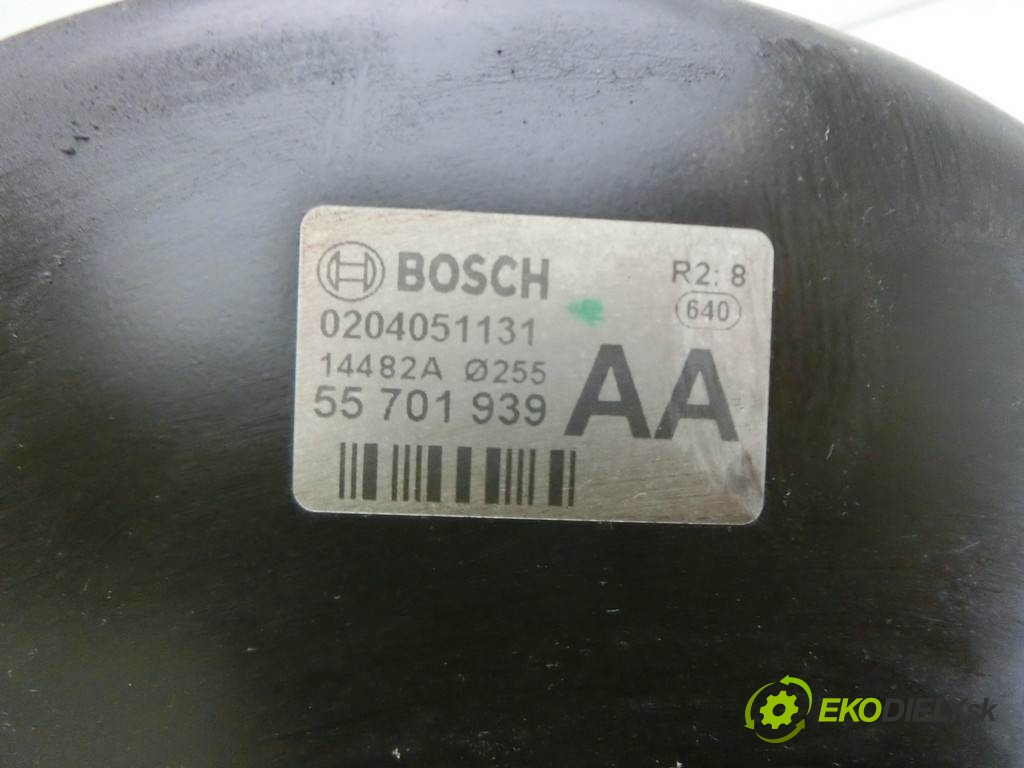 BOSCH
R2: 8
640
0204051131
14482A Ø255
55 701 939
AA
EKODIELY.sk